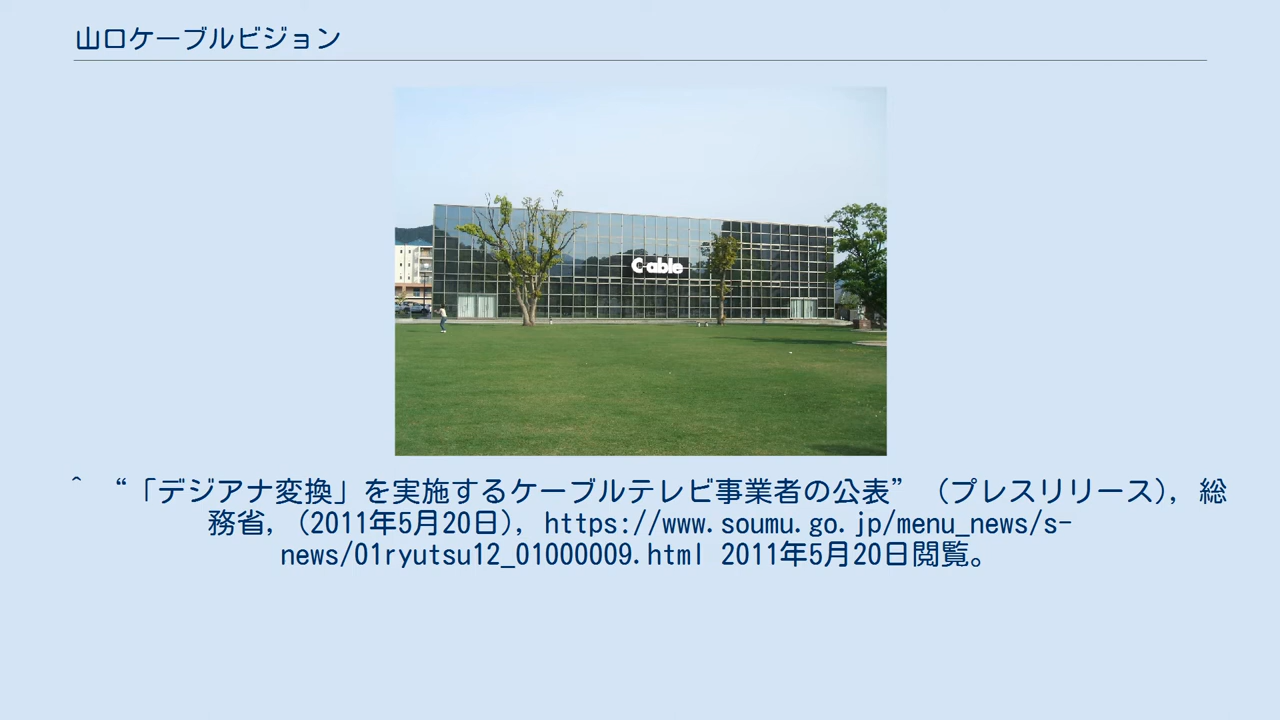 山口ケーブルビジョン
C-able
^ “「デジアナ変換」を実施するケーブルテレビ事業者の公表” (プレスリリース), 総
務省, (2011年5月20日), https://www.soumu.go.jp/menu_news/s-
news/01ryutsu12_01000009.html 2011年5月20日閲覧。